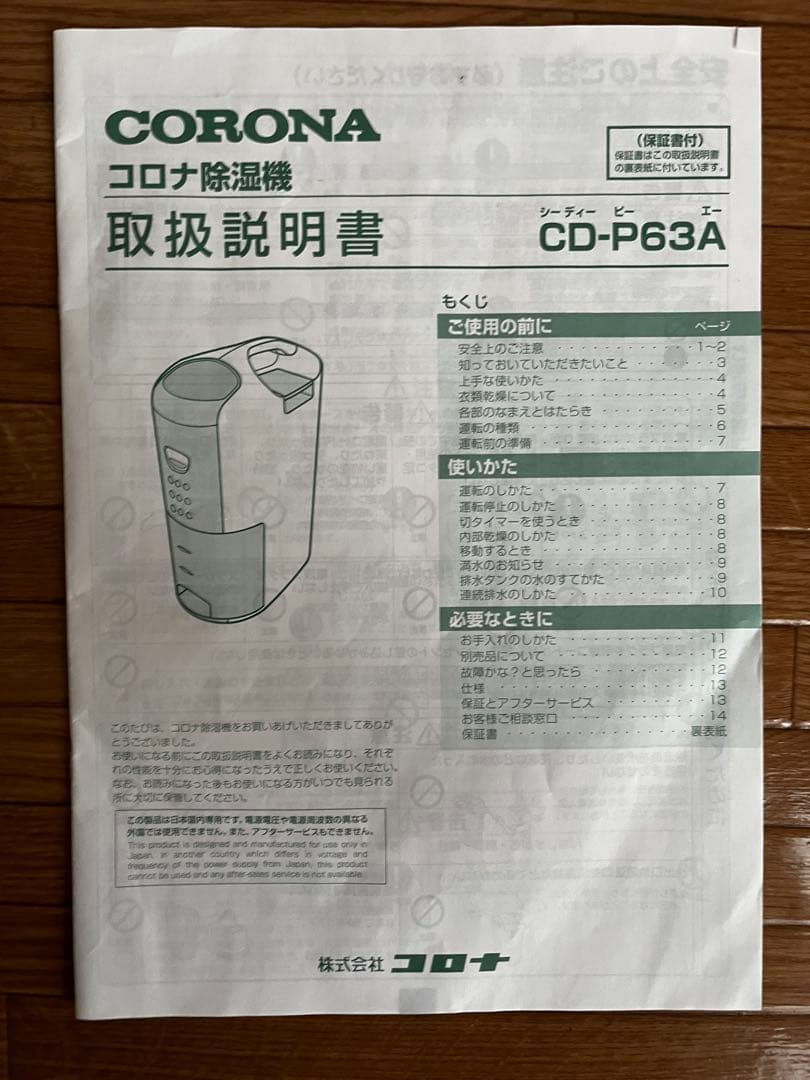 CORONA
コロナ除湿機
取扱説明書
(保証書付)
保証書はこの取扱説明書
の裏表紙に付いています。
シーディー ピー エー
CD-P63A
もくじ
ご使用の前に ページ
安全上のご注意 ・・・・・・・・・・・・ 1~2
知っておいていただきたいこと ・・・・・・・ 3
上手な使いかた ・・・・・・・・・・・・・ 4
衣類乾燥について ・・・・・・・・・・・・ 4
各部のなまえとはたらき ・・・・・・・・・ 5
運転の種類 ・・・・・・・・・・・・・・・ 6
運転前の準備 ・・・・・・・・・・・・・・ 7
使いかた
運転のしかた ・・・・・・・・・・・・・・ 7
運転停止のしかた ・・・・・・・・・・・・ 8
切タイマーを使うとき ・・・・・・・・・・ 8
内部乾燥のしかた ・・・・・・・・・・・・ 8
移動するとき ・・・・・・・・・・・・・・ 8
満水のお知らせ ・・・・・・・・・・・・・ 9
排水タンクの水のすてかた ・・・・・・・・ 9
連続排水のしかた ・・・・・・・・・・・・ 10
必要なときに
お手入れのしかた ・・・・・・・・・・・・ 11
別売品について ・・・・・・・・・・・・・ 12
故障かな？と思ったら ・・・・・・・・・・ 12
仕様 ・・・・・・・・・・・・・・・・・・ 13
保証とアフターサービス ・・・・・・・・・ 13
お客様ご相談窓口 ・・・・・・・・・・・・ 14
保証書 ・・・・・・・・・・・・・・・ 裏表紙
このたびは、コロナ除湿機をお買いあげいただきましてありが
とうございました。
お使いになる前にこの取扱説明書をよくお読みになり、それぞ
れの性能を十分にお心得になったうえで正しくお使いください。
なお、お読みになった後もお使いになる方がいつでも見られる
所に大切に保管してください。
この製品は日本国内専用です。電源電圧や電源周波数の異なる
外国では使用できません。また、アフターサービスもできません。
This product is designed and manufactured for use only in
Japan. In another country which differs in voltage and
frequency of the power supply from Japan, this product
cannot be used and any after-sales service is not available.
株式会社 コロナ